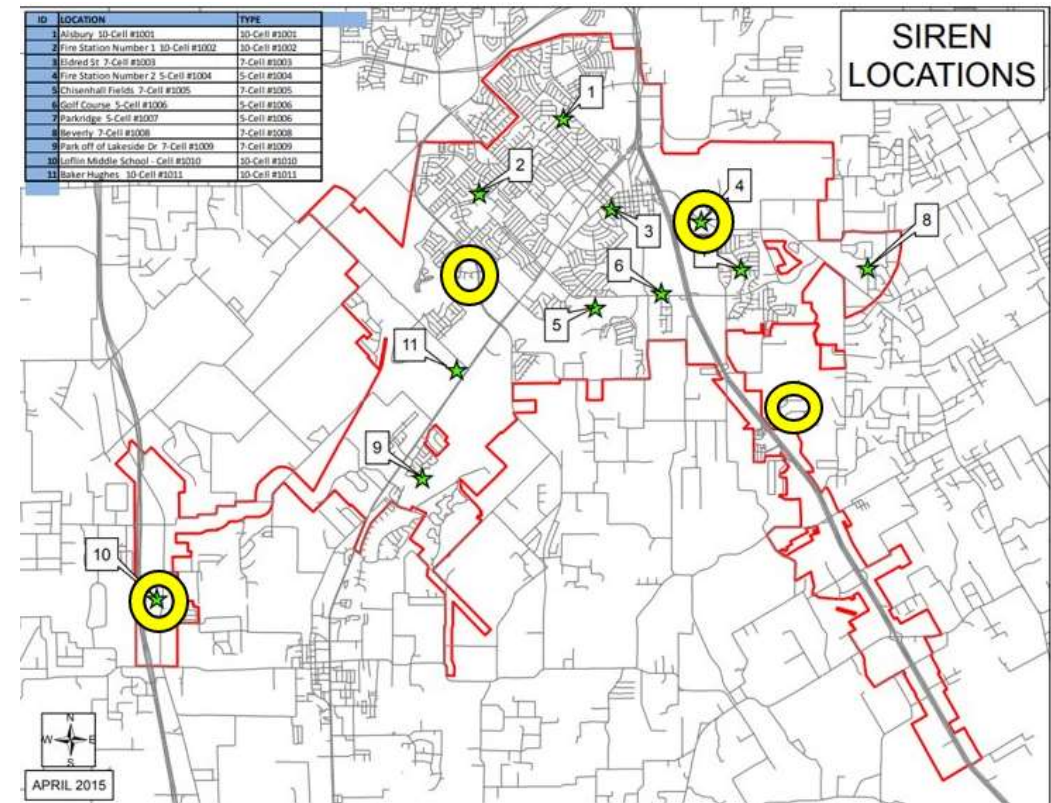 ID LOCATION TYPE
1 Alsbury 10-Cell #1001 10-Cell #1001
2 Fire Station Number 1 10-Cell #1002 10-Cell #1002
3 Eldred St 7-Cell #1003 7-Cell #1003
4 Fire Station Number 2 5-Cell #1004 5-Cell #1004
5 Chisenhall Fields 7-Cell #1005 7-Cell #1005
6 Golf Course 5-Cell #1006 5-Cell #1006
7 Parkridge 5-Cell #1007 5-Cell #1006
8 Beverly 7-Cell #1008 7-Cell #1008
9 Park off of Lakeside Dr 7-Cell #1009 7-Cell #1009
10 Loflin Middle School - Cell #1010 10-Cell #1010
11 Baker Hughes 10-Cell #1011 10-Cell #1011
SIREN
LOCATIONS
1
2
4
3
8
6
5
11
9
10
N
W E
S
APRIL 2015